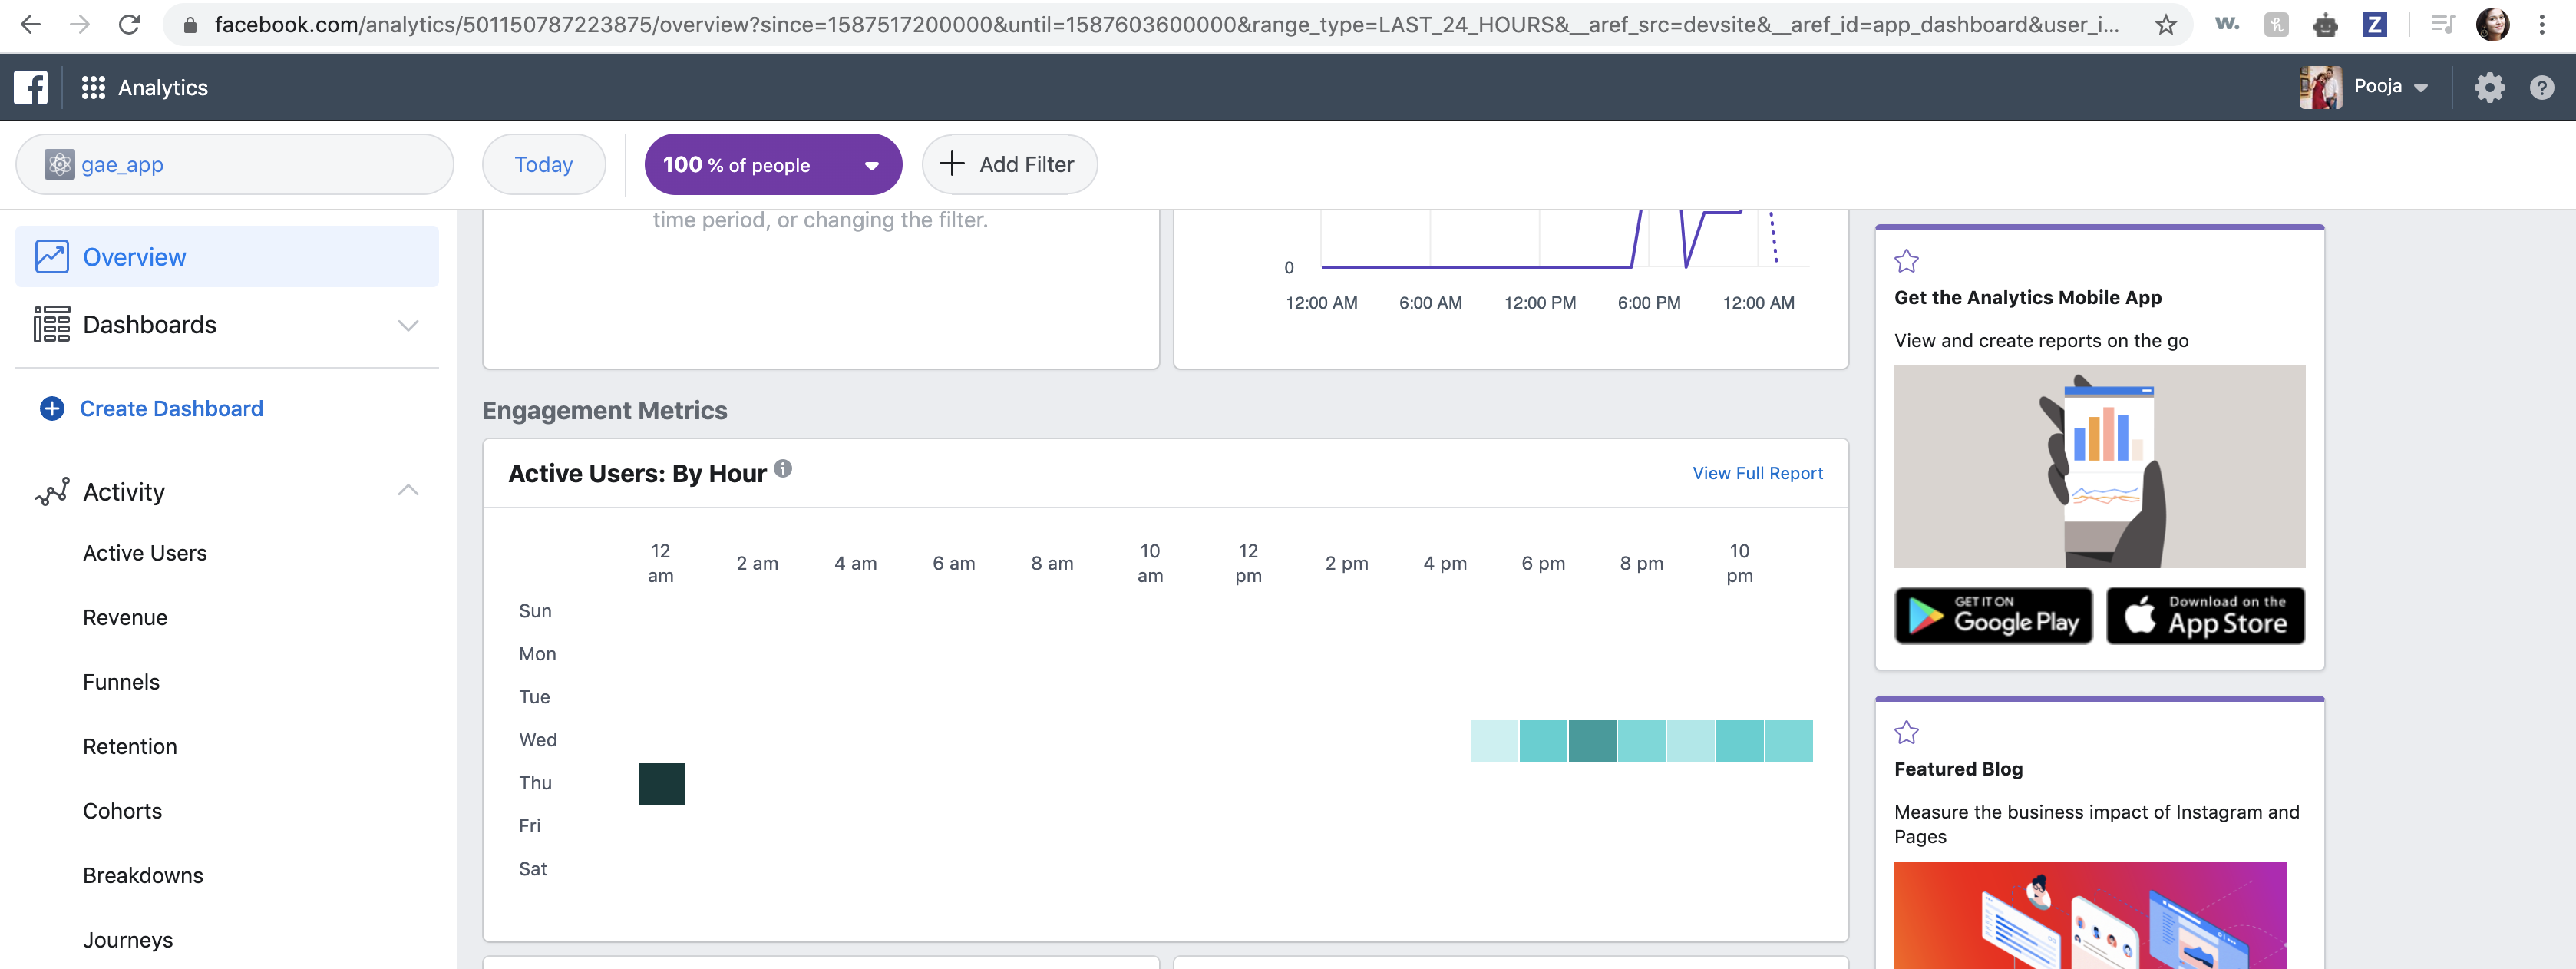 facebook.com/analytics/501150787223875/overview?since=1587517200000&until=1587603600000&range_type=LAST_24_HOURS&__aref_src=devsite&__aref_id=app_dashboard&user_i...
W.
h
Z
f
Analytics
Pooja
?
gae_app
Today
100 % of people
Add Filter
Overview
Dashboards
Create Dashboard
Activity
Active Users
Revenue
Funnels
Retention
Cohorts
Breakdowns
Journeys
time period, or changing the filter.
0
12:00 AM 6:00 AM 12:00 PM 6:00 PM 12:00 AM
Engagement Metrics
Active Users: By Hour
View Full Report
12 am 2 am 4 am 6 am 8 am 10 am 12 pm 2 pm 4 pm 6 pm 8 pm 10 pm
Sun
Mon
Tue
Wed
Thu
Fri
Sat
Get the Analytics Mobile App
View and create reports on the go
GET IT ON
Google Play
Download on the
App Store
Featured Blog
Measure the business impact of Instagram and
Pages